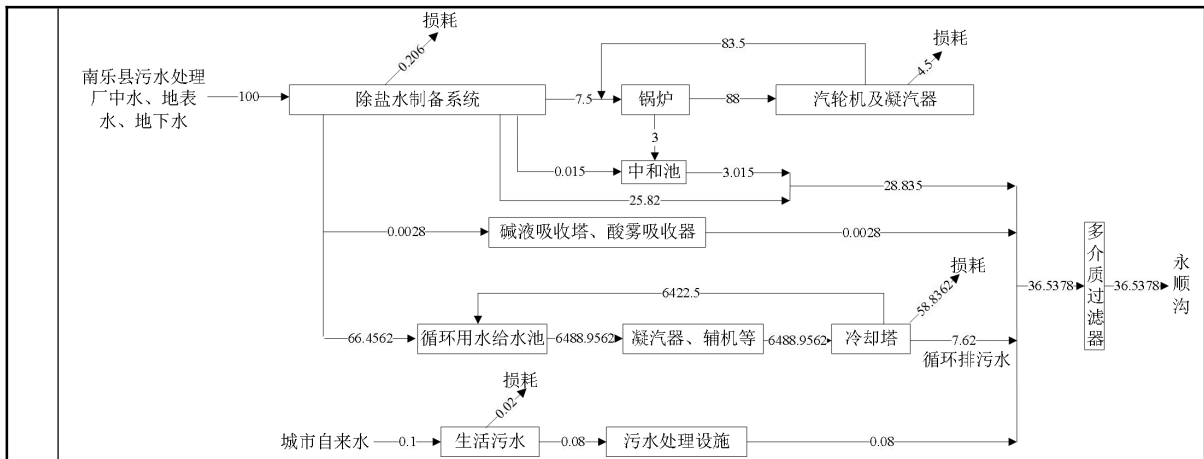 损耗
0.206
83.5
损耗
4.5
南乐县污水处理
厂中水、地表
水、地下水
100
除盐水制备系统
7.5
锅炉
88
汽轮机及凝汽器
3
0.015
中和池
3.015
25.82
28.835
0.0028
碱液吸收塔、酸雾吸收器
0.0028
多介质过滤器
永顺沟
36.5378
36.5378
损耗
6422.5
58.8362
66.4562
循环用水给水池
6488.9562
凝汽器、辅机等
6488.9562
冷却塔
7.62
循环排污水
损耗
0.02
城市自来水
0.1
生活污水
0.08
污水处理设施
0.08